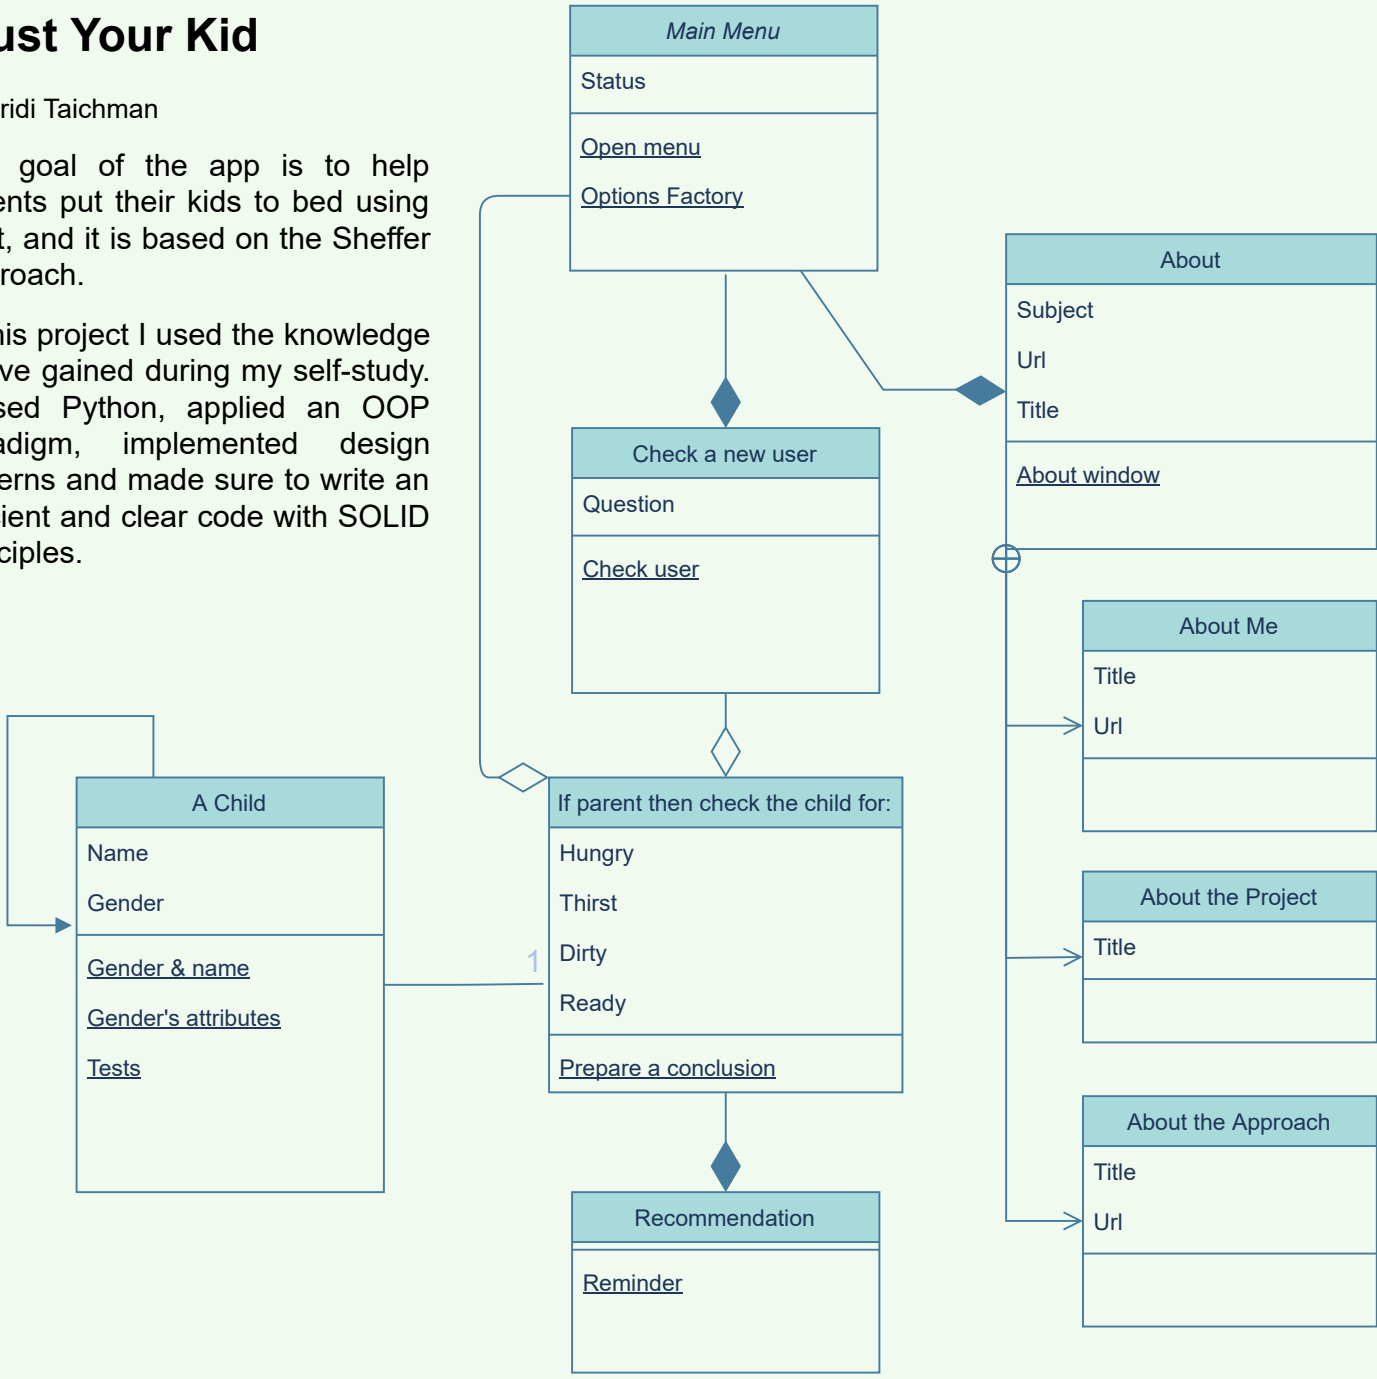 ust Your Kid
ridi Taichman
goal of the app is to help
ents put their kids to bed using
t, and it is based on the Sheffer
roach.
his project I used the knowledge
ve gained during my self-study.
sed Python, applied an OOP
adigm, implemented design
erns and made sure to write an
cient and clear code with SOLID
ciples.
Main Menu
Status
Open menu
Options Factory
About
Subject
Url
Title
About window
Check a new user
Question
Check user
About Me
Title
Url
A Child
Name
Gender
Gender & name
Gender's attributes
Tests
1
If parent then check the child for:
Hungry
Thirst
Dirty
Ready
Prepare a conclusion
About the Project
Title
About the Approach
Title
Url
Recommendation
Reminder